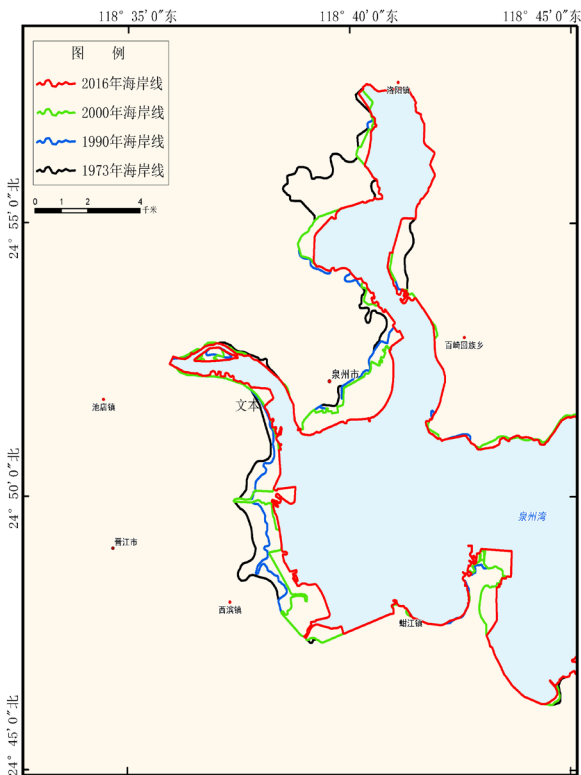 118° 35′0″东
118° 40′0″东
118° 45′0″东
图 例
2016年海岸线
2000年海岸线
1990年海岸线
1973年海岸线
0 1 2 4
千米
24° 55′0″北
24° 50′0″北
24° 45′0″北
洛阳镇
百崎回族乡
泉州市
池店镇
文本
泉州湾
晋江市
西滨镇
蚶江镇